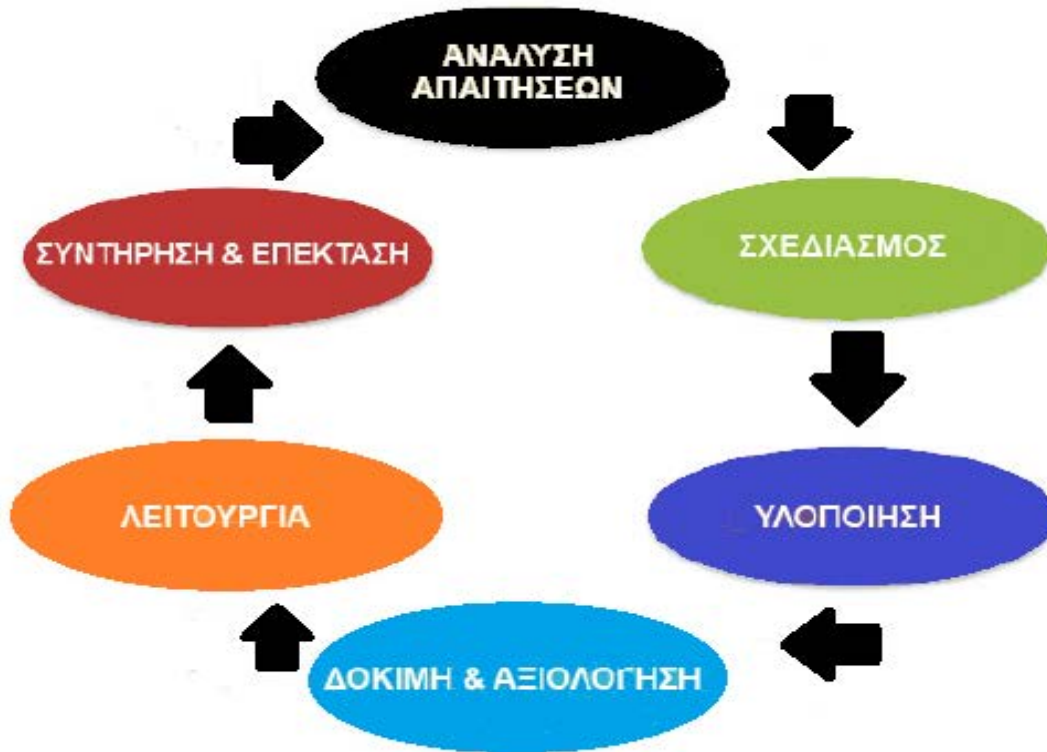 ΑΝΑΛΥΣΗ
ΑΠΑΙΤΗΣΕΩΝ
ΣΧΕΔΙΑΣΜΟΣ
ΥΛΟΠΟΙΗΣΗ
ΔΟΚΙΜΗ & ΑΞΙΟΛΟΓΗΣΗ
ΛΕΙΤΟΥΡΓΙΑ
ΣΥΝΤΗΡΗΣΗ & ΕΠΕΚΤΑΣΗ